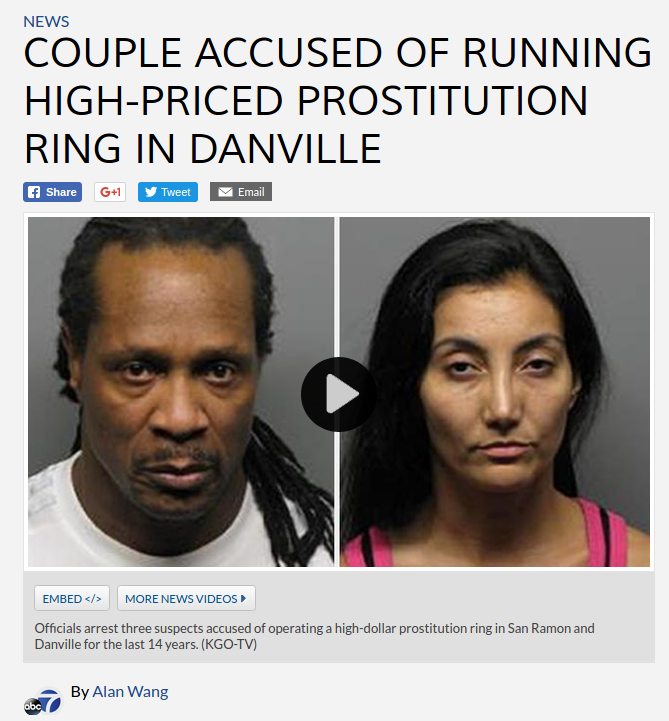 NEWS
COUPLE ACCUSED OF RUNNING
HIGH-PRICED PROSTITUTION
RING IN DANVILLE
Share G+1 Tweet Email
EMBED </> MORE NEWS VIDEOS
Officials arrest three suspects accused of operating a high-dollar prostitution ring in San Ramon and
Danville for the last 14 years. (KGO-TV)
abc 7 By Alan Wang